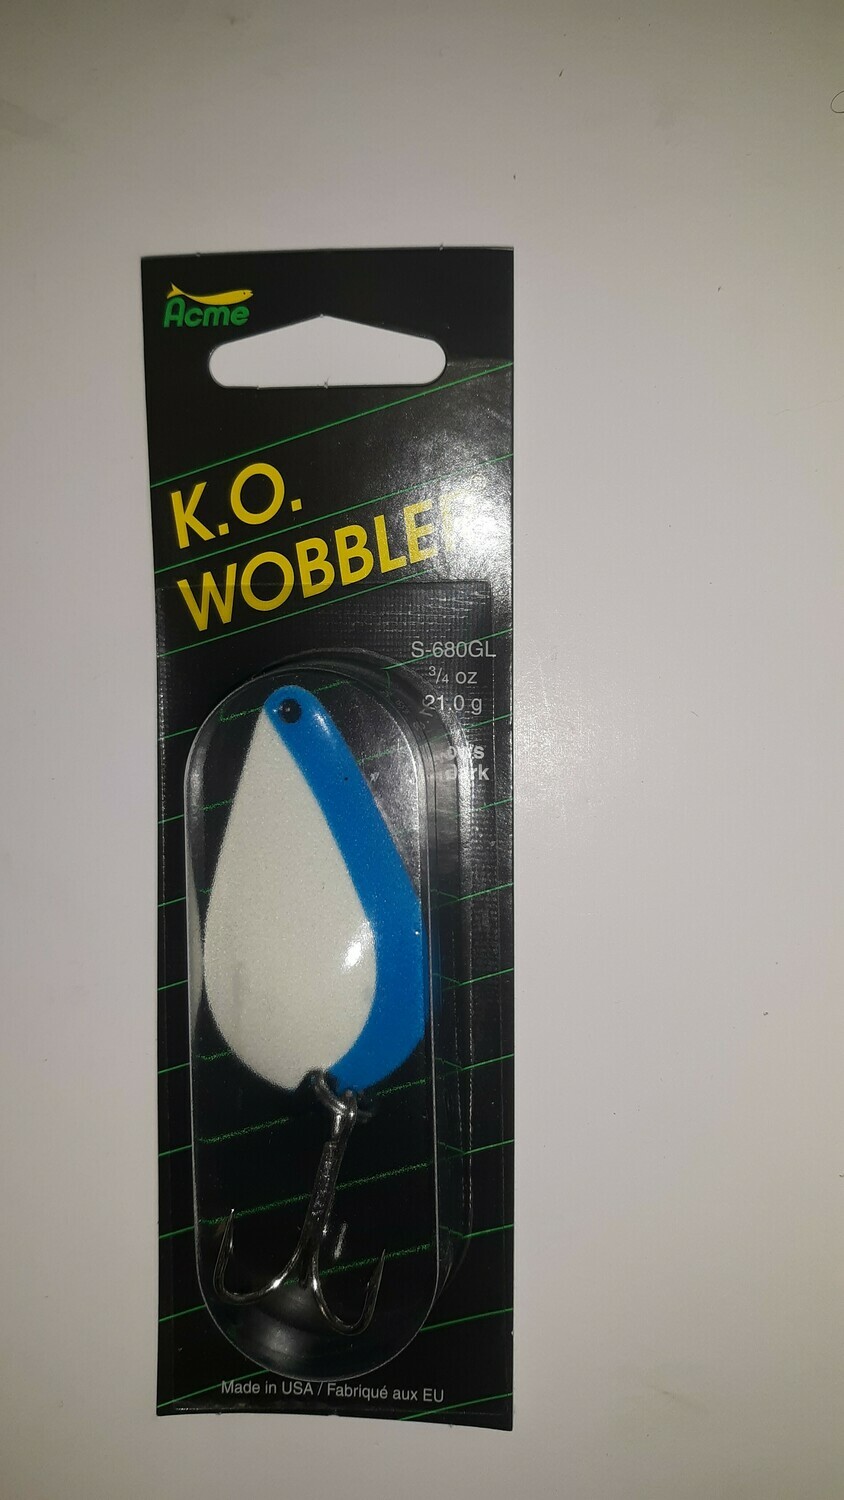 Acme
K.O.
WOBBLER
S-680GL
3/4 oz
21.0 g
Made in USA / Fabriqué aux EU